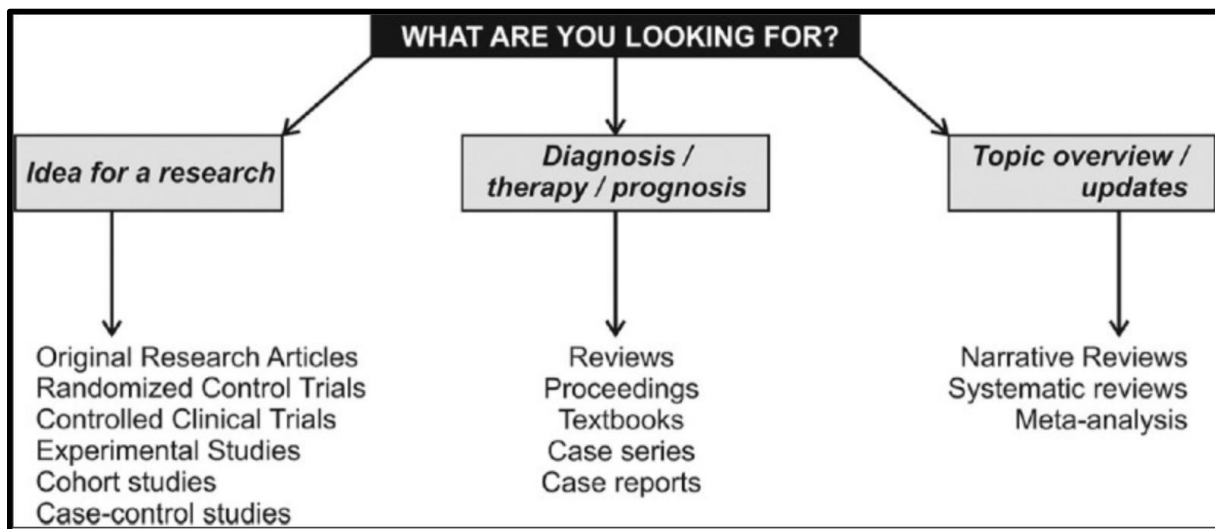 WHAT ARE YOU LOOKING FOR?
Idea for a research
Diagnosis /
therapy / prognosis
Topic overview /
updates
Original Research Articles
Randomized Control Trials
Controlled Clinical Trials
Experimental Studies
Cohort studies
Case-control studies
Reviews
Proceedings
Textbooks
Case series
Case reports
Narrative Reviews
Systematic reviews
Meta-analysis